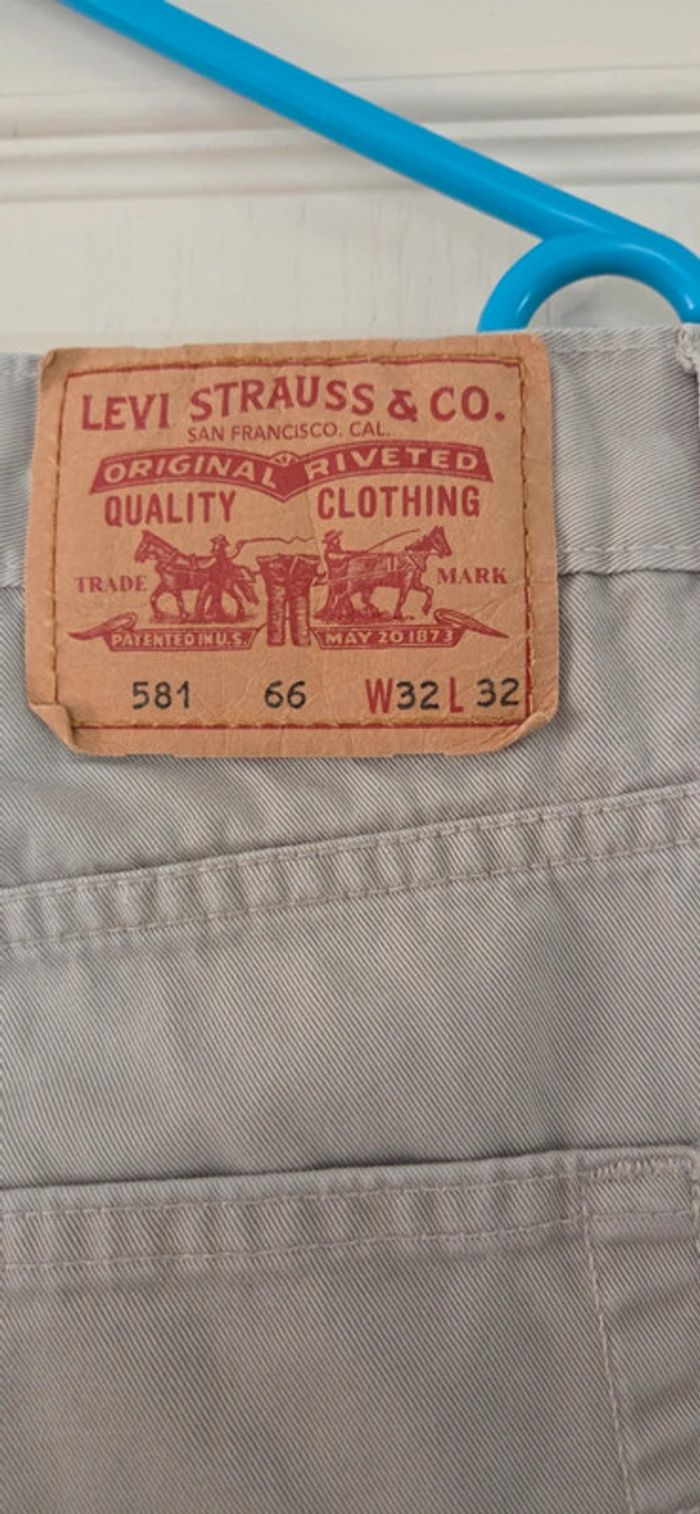 LEVI STRAUSS & CO.
SAN FRANCISCO. CAL.
ORIGINAL RIVETED
QUALITY CLOTHING
TRADE MARK
PATENTED IN U.S. MAY 20 1873
581 66 W32 L 32